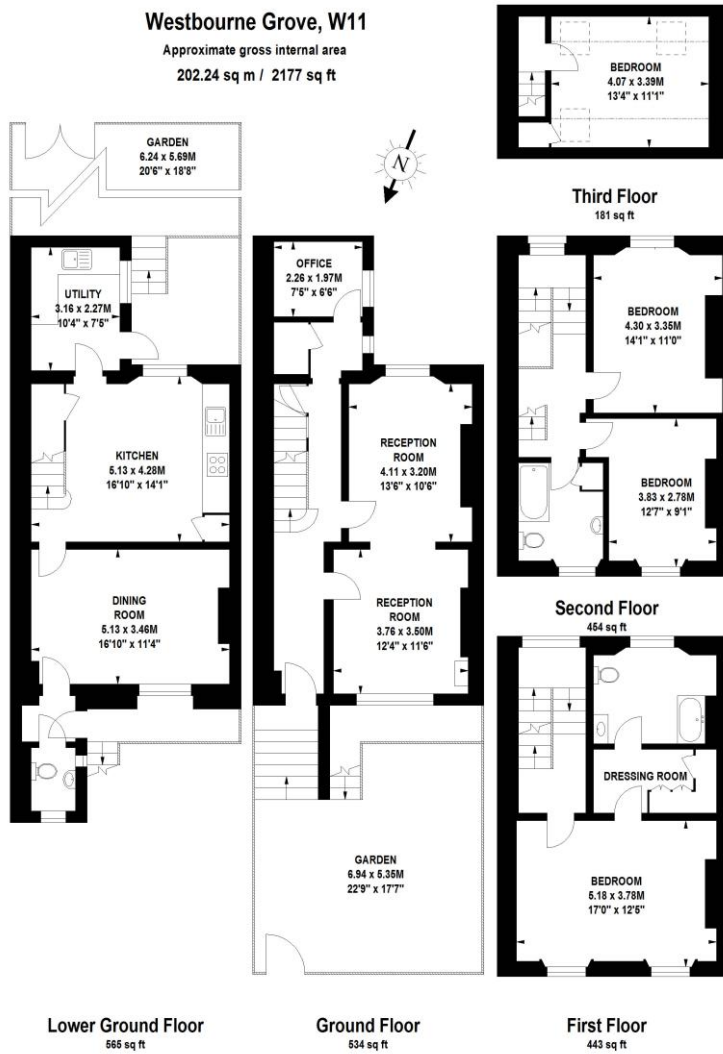 Westbourne Grove, W11
Approximate gross internal area
202.24 sq m / 2177 sq ft
GARDEN
6.24 x 5.69M
20'6" x 18'8"
N
UTILITY
3.16 x 2.27M
10'4" x 7'5"
KITCHEN
5.13 x 4.28M
16'10" x 14'1"
DINING
ROOM
5.13 x 3.46M
16'10" x 11'4"
Lower Ground Floor
565 sq ft
OFFICE
2.26 x 1.97M
7'5" x 6'6"
RECEPTION
ROOM
4.11 x 3.20M
13'6" x 10'6"
RECEPTION
ROOM
3.76 x 3.50M
12'4" x 11'6"
GARDEN
6.94 x 5.35M
22'9" x 17'7"
Ground Floor
534 sq ft
BEDROOM
4.07 x 3.39M
13'4" x 11'1"
Third Floor
181 sq ft
BEDROOM
4.30 x 3.35M
14'1" x 11'0"
BEDROOM
3.83 x 2.78M
12'7" x 9'1"
Second Floor
454 sq ft
DRESSING ROOM
BEDROOM
5.18 x 3.78M
17'0" x 12'5"
First Floor
443 sq ft